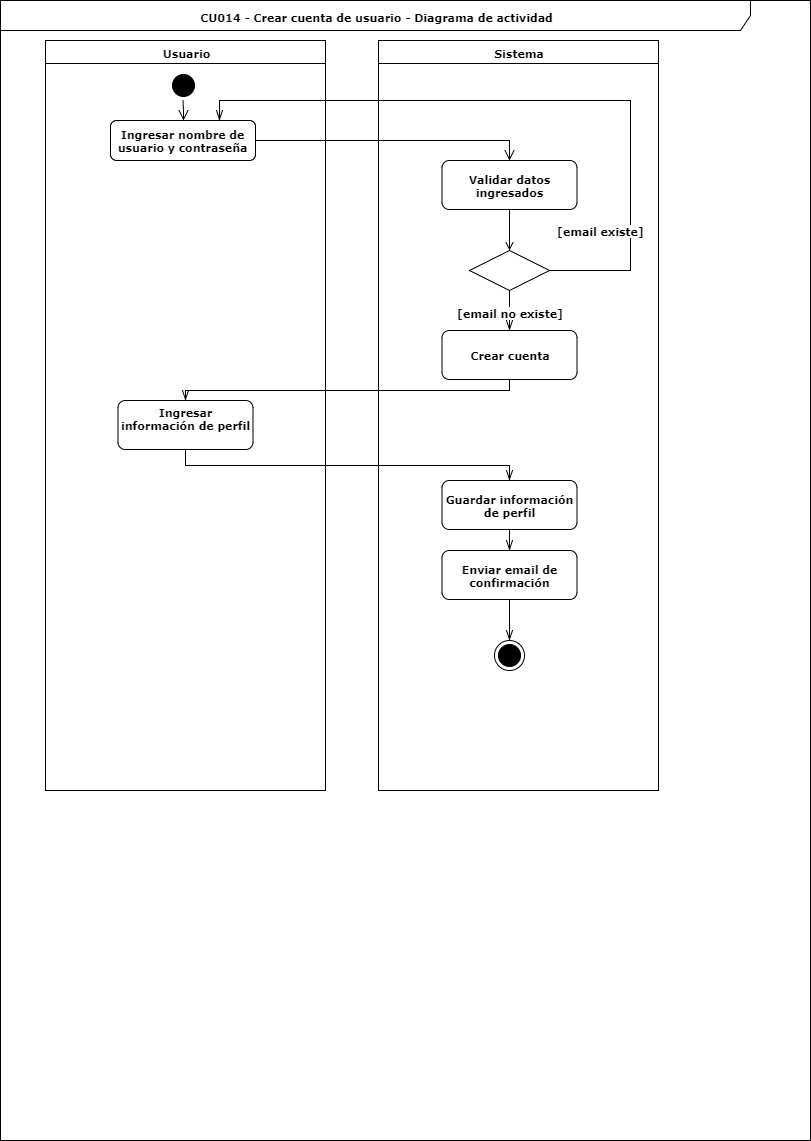 CU014 - Crear cuenta de usuario - Diagrama de actividad
Usuario
Sistema
Ingresar nombre de
usuario y contraseña
Validar datos
ingresados
[email existe]
[email no existe]
Crear cuenta
Ingresar
información de perfil
Guardar información
de perfil
Enviar email de
confirmación